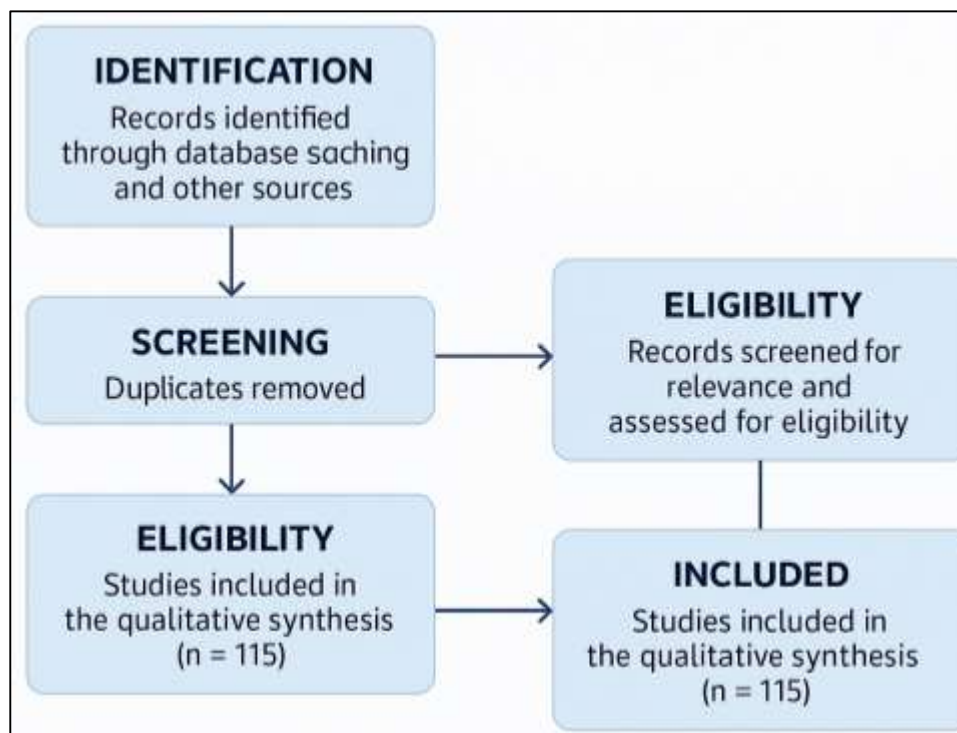 IDENTIFICATION
Records identified
through database saching
and other sources
SCREENING
Duplicates removed
ELIGIBILITY
Records screened for
relevance and
assessed for eligibility
ELIGIBILITY
Studies included in
the qualitative synthesis
(n = 115)
INCLUDED
Studies included in
the qualitative synthesis
(n = 115)